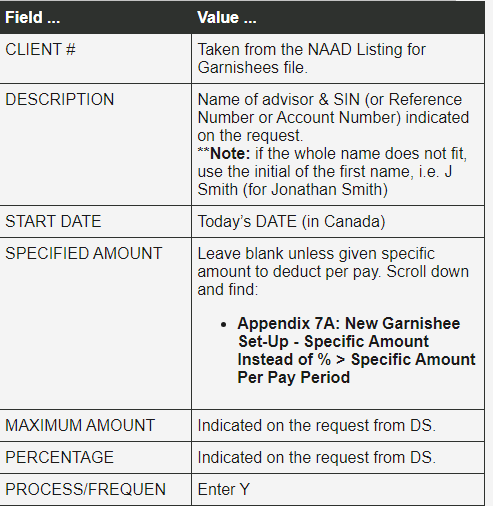 Field ... Value ...
CLIENT # Taken from the NAAD Listing for
Garnishees file.
DESCRIPTION Name of advisor & SIN (or Reference
Number or Account Number) indicated
on the request.
**Note: if the whole name does not fit,
use the initial of the first name, i.e. J
Smith (for Jonathan Smith)
START DATE Today's DATE (in Canada)
SPECIFIED AMOUNT Leave blank unless given specific
amount to deduct per pay. Scroll down
and find:
• Appendix 7A: New Garnishee
Set-Up - Specific Amount
Instead of % > Specific Amount
Per Pay Period
MAXIMUM AMOUNT Indicated on the request from DS.
PERCENTAGE Indicated on the request from DS.
PROCESS/FREQUEN Enter Y